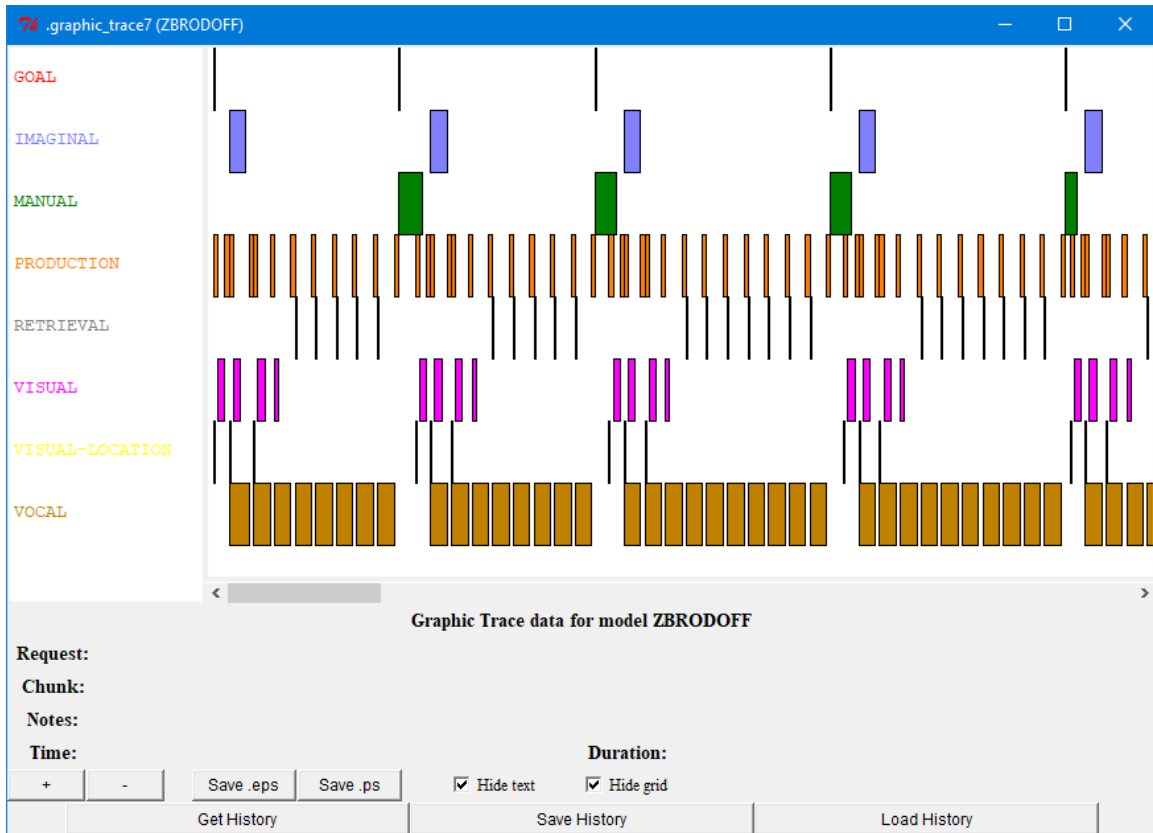 .graphic_trace7 (ZBRODOFF)
GOAL
IMAGINAL
MANUAL
PRODUCTION
RETRIEVAL
VISUAL
VISUAL-LOCATION
VOCAL
Graphic Trace data for model ZBRODOFF
Request:
Chunk:
Notes:
Time: Duration:
+ - Save .eps Save .ps Hide text Hide grid
Get History Save History Load History